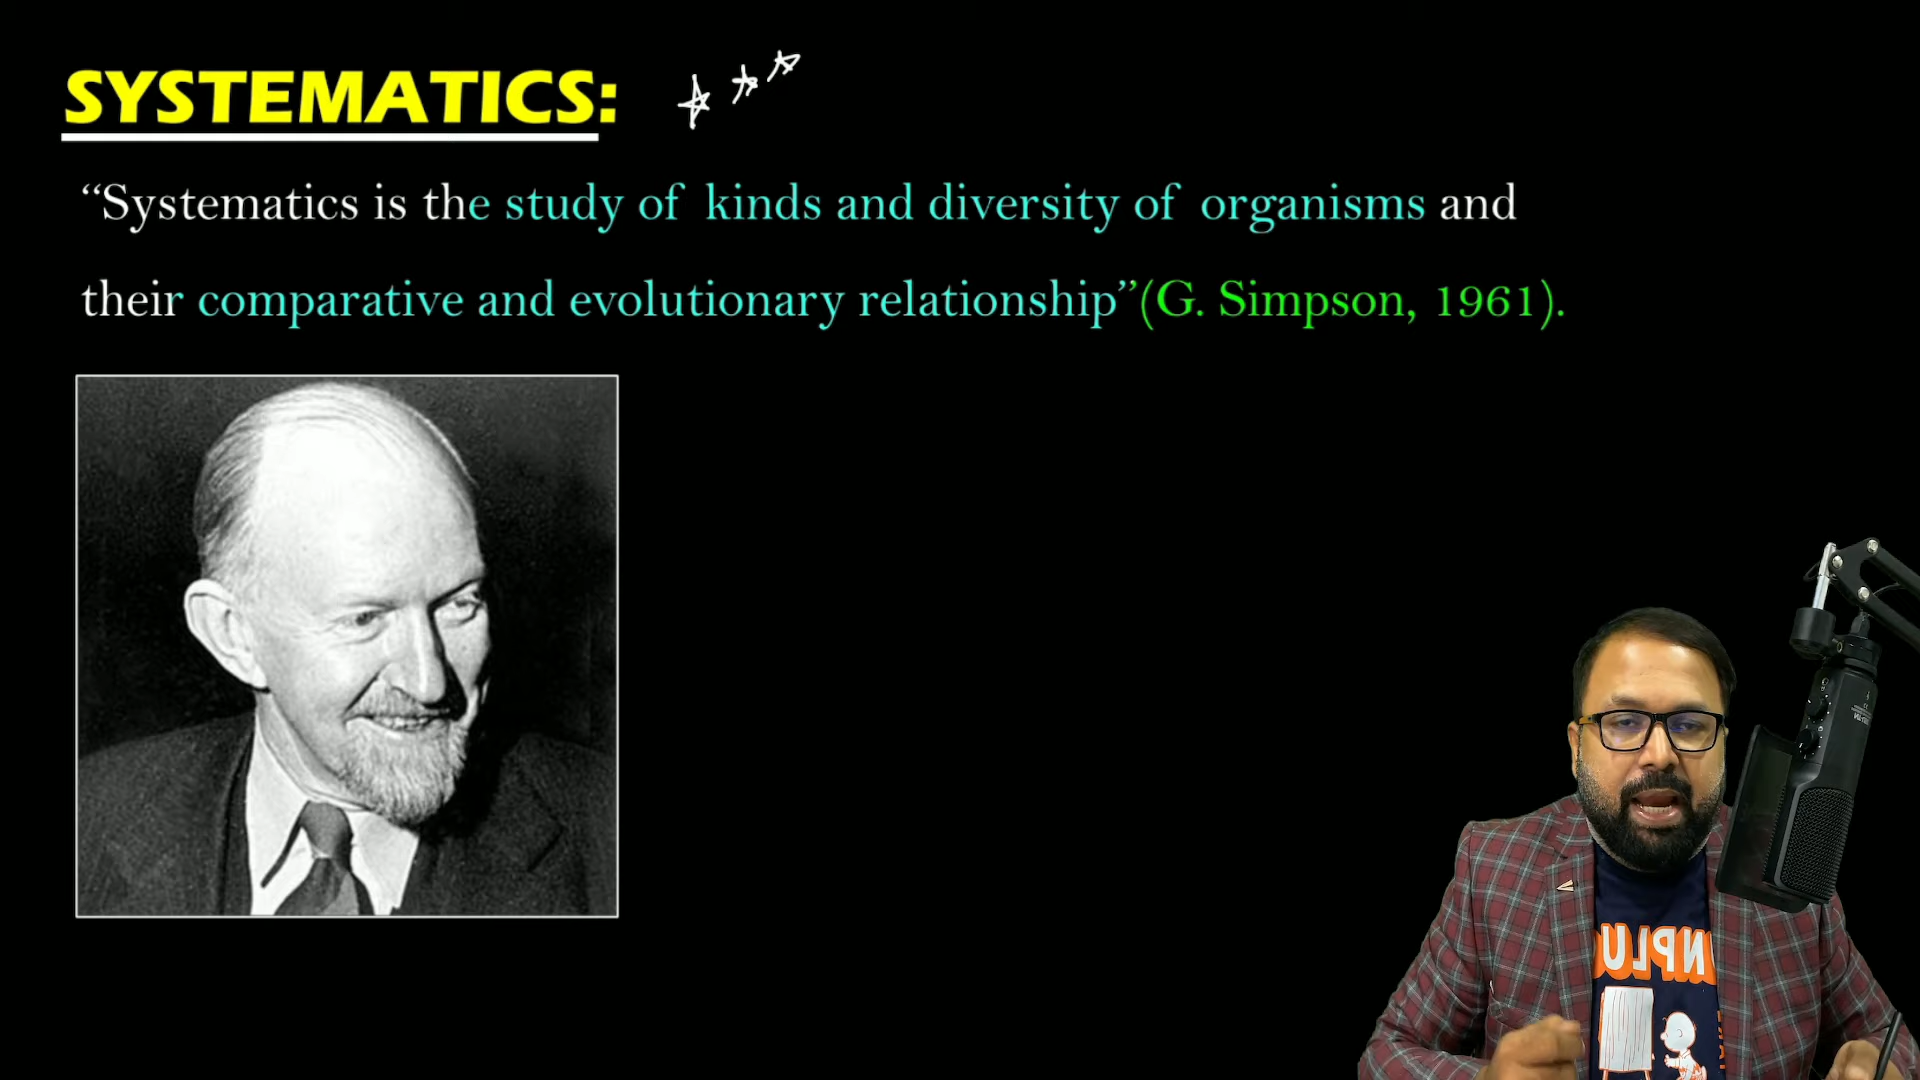 SYSTEMATICS:
“Systematics is the study of kinds and diversity of organisms and
their comparative and evolutionary relationship”(G. Simpson, 1961).
UNPLU